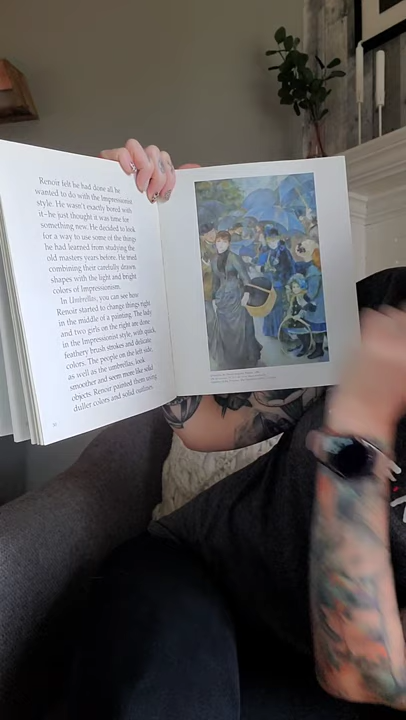 Renoir felt he had done all he
wanted to do with the Impressionist
style. He wasn't exactly bored with
it–he just thought it was time for
something new. He decided to look
for a way to use some of the things
he had learned from studying the
old masters years before. He tried
combining their carefully drawn
shapes with the light and bright
colors of Impressionism.
In Umbrellas, you can see how
Renoir started to change things right
in the middle of a painting. The lady
and two girls on the right are done
in the Impressionist style, with quick,
feathery brush strokes and delicate
colors. The people on the left side,
as well as the umbrellas, look
smoother and seem more like solid
objects. Renoir painted them using
duller colors and solid outlines.